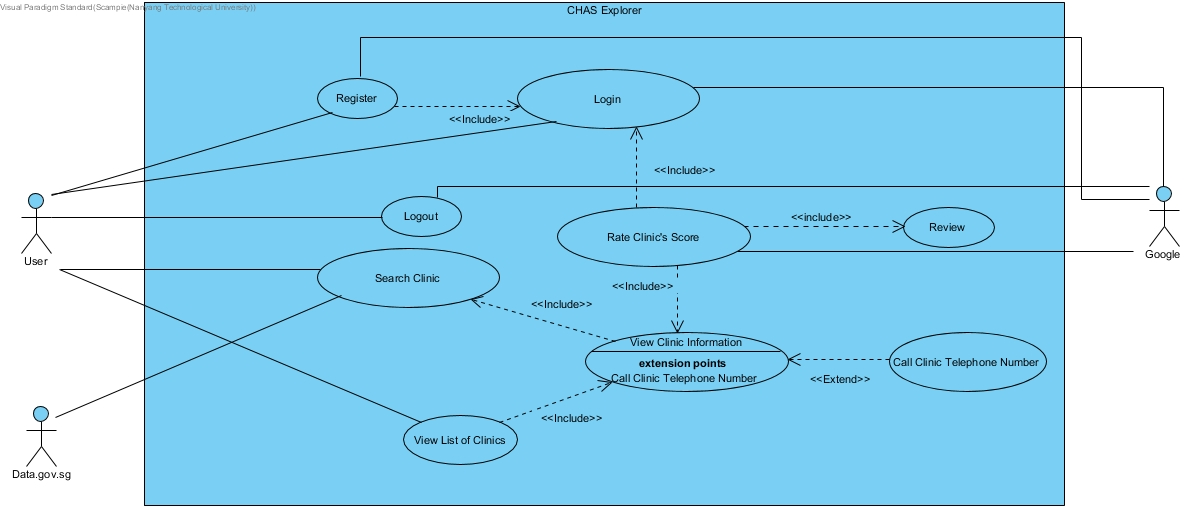 Visual Paradigm Standard(Scampie(Nanyang Technological University))
CHAS Explorer
Register
<<Include>>
Login
<<Include>>
User
Logout
Rate Clinic's Score
<<include>>
Review
Google
Search Clinic
<<Include>>
<<Include>>
View Clinic Information
extension points
Call Clinic Telephone Number
Call Clinic Telephone Number
<<Extend>>
<<Include>>
View List of Clinics
Data.gov.sg